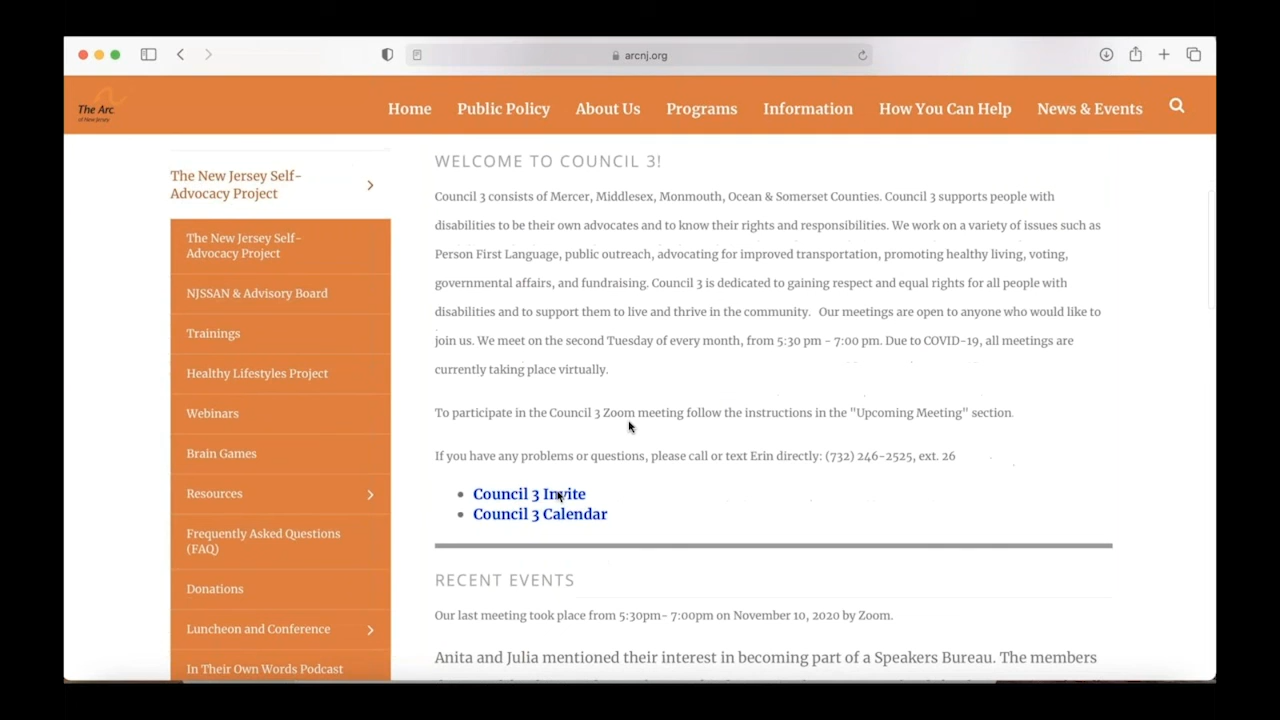 arcnj.org
The Arc
of New Jersey
Home Public Policy About Us Programs Information How You Can Help News & Events
The New Jersey Self-
Advocacy Project
The New Jersey Self-
Advocacy Project
NJSSAN & Advisory Board
Trainings
Healthy Lifestyles Project
Webinars
Brain Games
Resources
Frequently Asked Questions
(FAQ)
Donations
Luncheon and Conference
In Their Own Words Podcast
WELCOME TO COUNCIL 3!
Council 3 consists of Mercer, Middlesex, Monmouth, Ocean & Somerset Counties. Council 3 supports people with
disabilities to be their own advocates and to know their rights and responsibilities. We work on a variety of issues such as
Person First Language, public outreach, advocating for improved transportation, promoting healthy living, voting,
governmental affairs, and fundraising. Council 3 is dedicated to gaining respect and equal rights for all people with
disabilities and to support them to live and thrive in the community. Our meetings are open to anyone who would like to
join us. We meet on the second Tuesday of every month, from 5:30 pm - 7:00 pm. Due to COVID-19, all meetings are
currently taking place virtually.
To participate in the Council 3 Zoom meeting follow the instructions in the "Upcoming Meeting" section.
If you have any problems or questions, please call or text Erin directly: (732) 246-2525, ext. 26
Council 3 Invite
Council 3 Calendar
RECENT EVENTS
Our last meeting took place from 5:30pm- 7:00pm on November 10, 2020 by Zoom.
Anita and Julia mentioned their interest in becoming part of a Speakers Bureau. The members